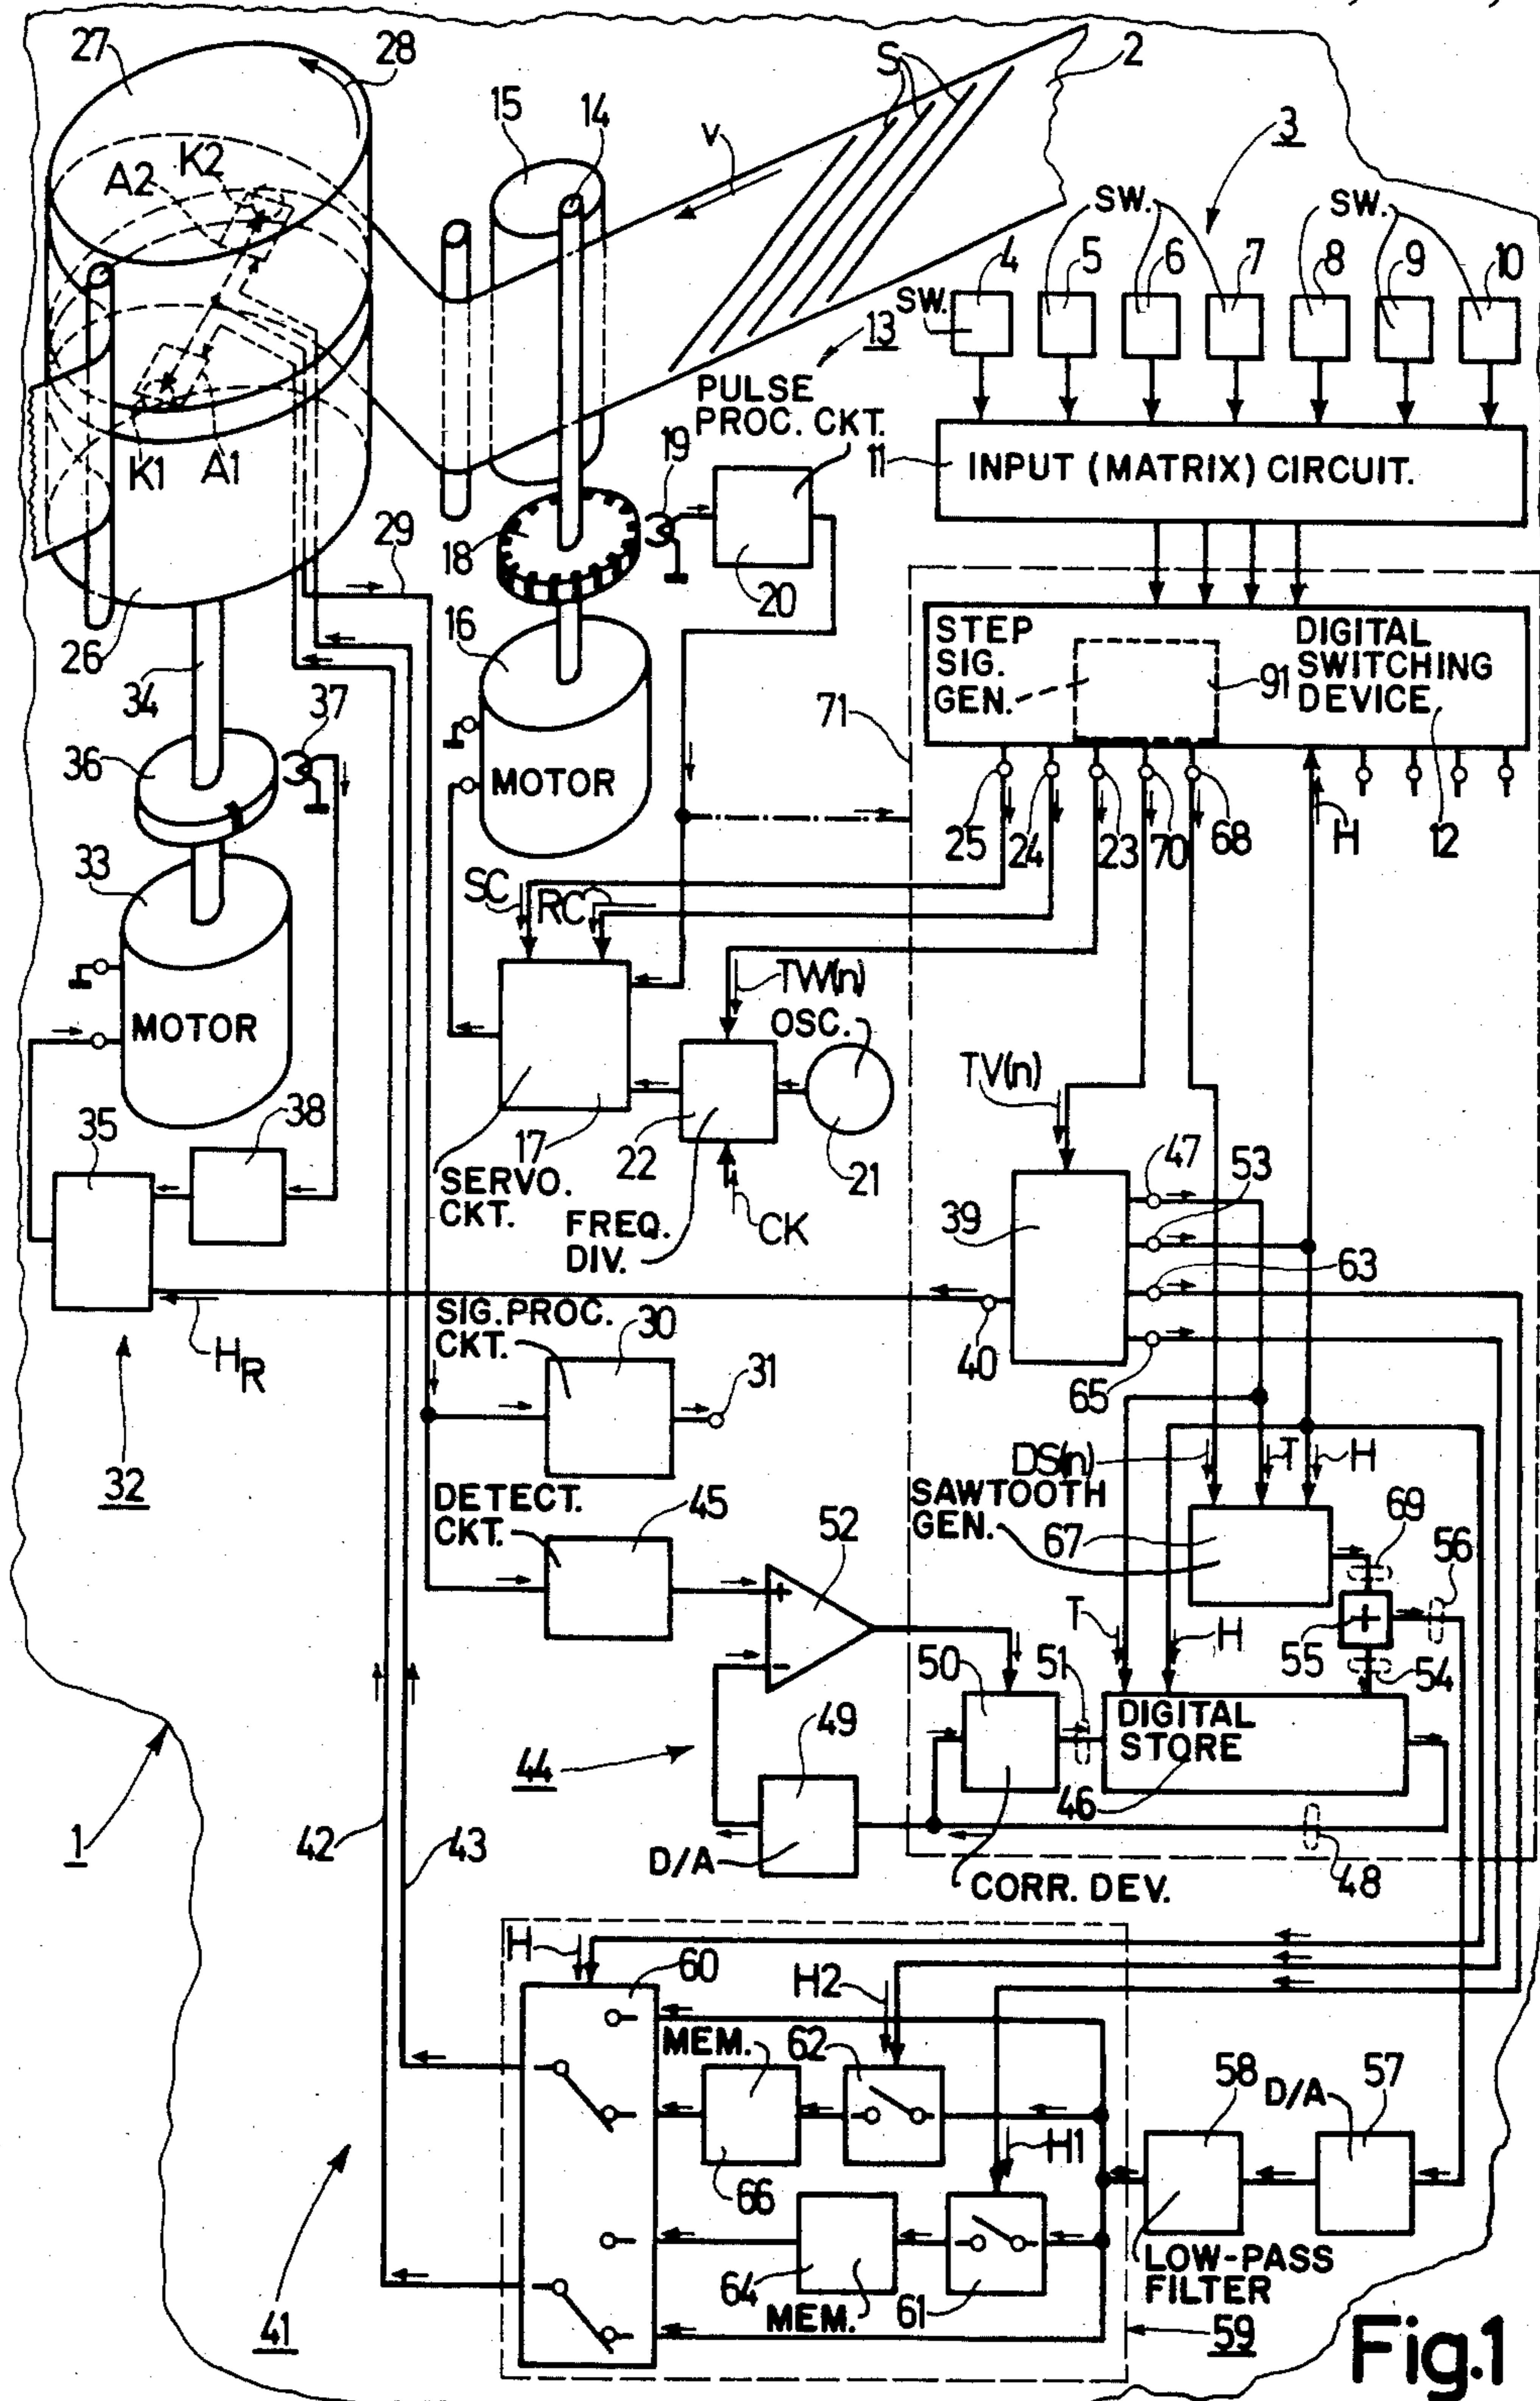 27
28
15
14
S
2
A2
K2
V
3
SW.
SW.
4
5
6
7
8
9
10
SW.
13
PULSE
PROC. CKT.
19
11
INPUT (MATRIX) CIRCUIT.
K1
A1
29
18
20
26
16
STEP
SIG.
GEN.
91
DIGITAL
SWITCHING
DEVICE
34
71
37
36
MOTOR
25
24
23
70
68
H
12
33
SC
RC
MOTOR
TW(n)
OSC.
TV(n)
38
35
17
22
21
47
53
SERVO.
CKT.
39
FREQ.
DIV.
CK
63
SIG.PROC.
CKT.
30
HR
40
31
65
32
DS(n)
T
H
DETECT.
CKT.
45
SAWTOOTH
GEN.
67
69
56
52
+
-
T
H
+
55
54
50
51
DIGITAL
STORE
49
44
46
1
42
43
D/A
CORR. DEV.
48
H
60
H2
MEM.
62
58
D/A
57
H1
66
64
MEM.
61
LOW-PASS
FILTER
41
59
Fig.1